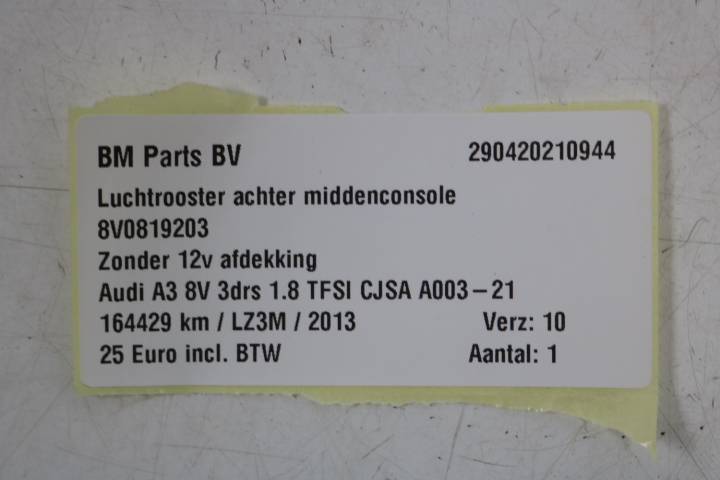 BM Parts BV 290420210944
Luchtrooster achter middenconsole
8V0819203
Zonder 12v afdekking
Audi A3 8V 3drs 1.8 TFSI CJSA A003-21
164429 km / LZ3M / 2013 Verz: 10
25 Euro incl. BTW Aantal: 1